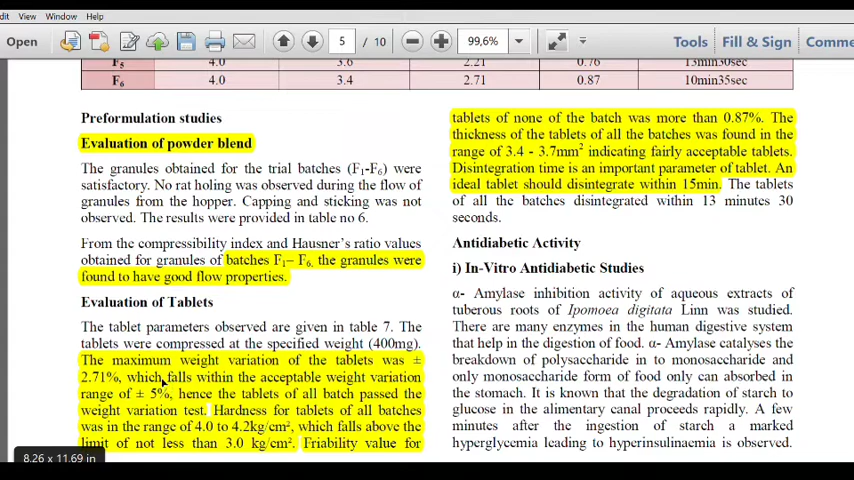 dit View Window Help
Open 5 / 10 99,6% Tools Fill & Sign Comme
F5 4.0 3.6 2.21 0.76 13min30sec
F6 4.0 3.4 2.71 0.87 10min35sec
Preformulation studies
Evaluation of powder blend
The granules obtained for the trial batches (F1-F6) were
satisfactory. No rat holing was observed during the flow of
granules from the hopper. Capping and sticking was not
observed. The results were provided in table no 6.
From the compressibility index and Hausner's ratio values
obtained for granules of batches F1– F6, the granules were
found to have good flow properties.
Evaluation of Tablets
The tablet parameters observed are given in table 7. The
tablets were compressed at the specified weight (400mg).
The maximum weight variation of the tablets was ±
2.71%, which falls within the acceptable weight variation
range of ± 5%, hence the tablets of all batch passed the
weight variation test. Hardness for tablets of all batches
was in the range of 4.0 to 4.2kg/cm², which falls above the
limit of not less than 3.0 kg/cm². Friability value for
tablets of none of the batch was more than 0.87%. The
thickness of the tablets of all the batches was found in the
range of 3.4 - 3.7mm² indicating fairly acceptable tablets.
Disintegration time is an important parameter of tablet. An
ideal tablet should disintegrate within 15min. The tablets
of all the batches disintegrated within 13 minutes 30
seconds.
Antidiabetic Activity
i) In-Vitro Antidiabetic Studies
α- Amylase inhibition activity of aqueous extracts of
tuberous roots of Ipomoea digitata Linn was studied.
There are many enzymes in the human digestive system
that help in the digestion of food. α- Amylase catalyses the
breakdown of polysaccharide in to monosaccharide and
only monosaccharide form of food only can absorbed in
the stomach. It is known that the degradation of starch to
glucose in the alimentary canal proceeds rapidly. A few
minutes after the ingestion of starch a marked
hyperglycemia leading to hyperinsulinaemia is observed.
8.26 x 11.69 in